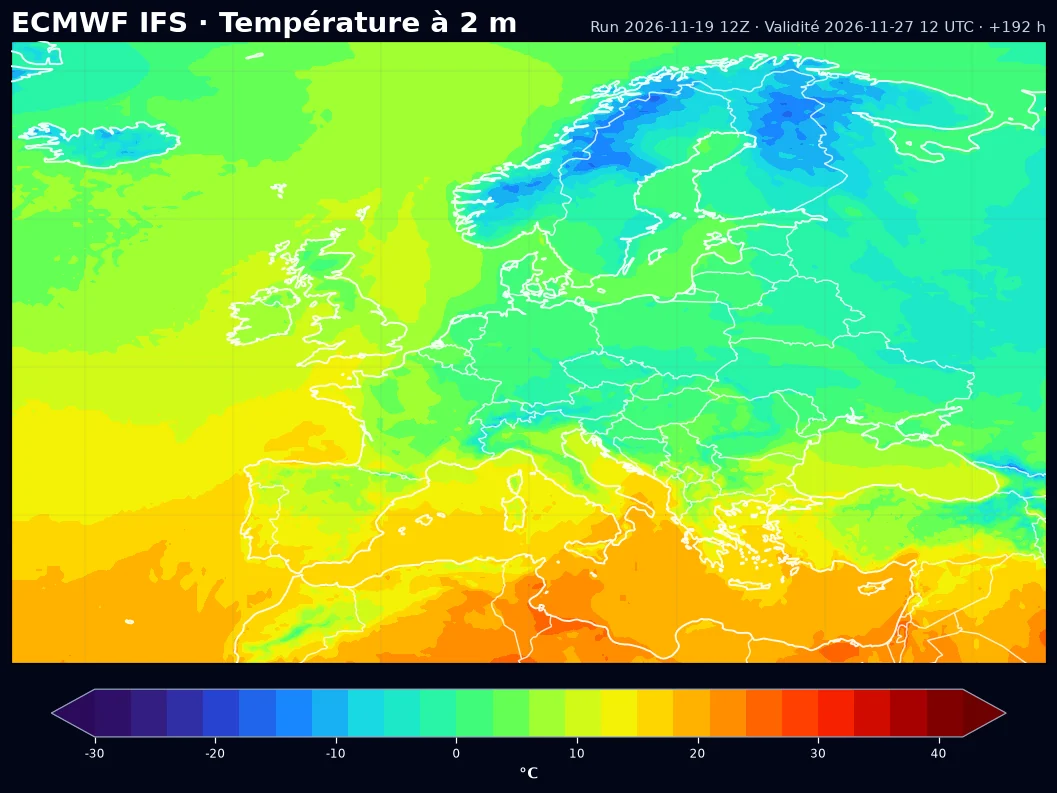 ECMWF IFS · Température à 2 m
Run 2026-11-19 12Z · Validité 2026-11-27 12 UTC · +192 h
-30 -20 -10 0 10 20 30 40
°C